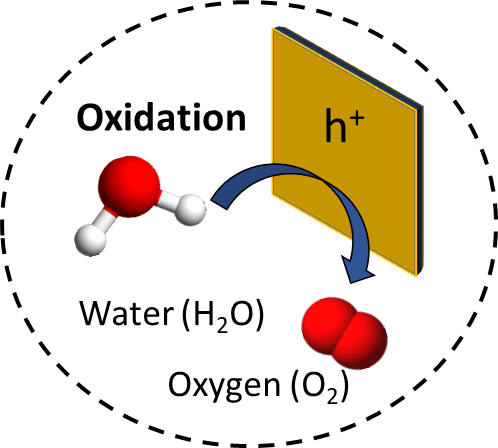 h⁺
Oxidation
Water (H₂O)
Oxygen (O₂)